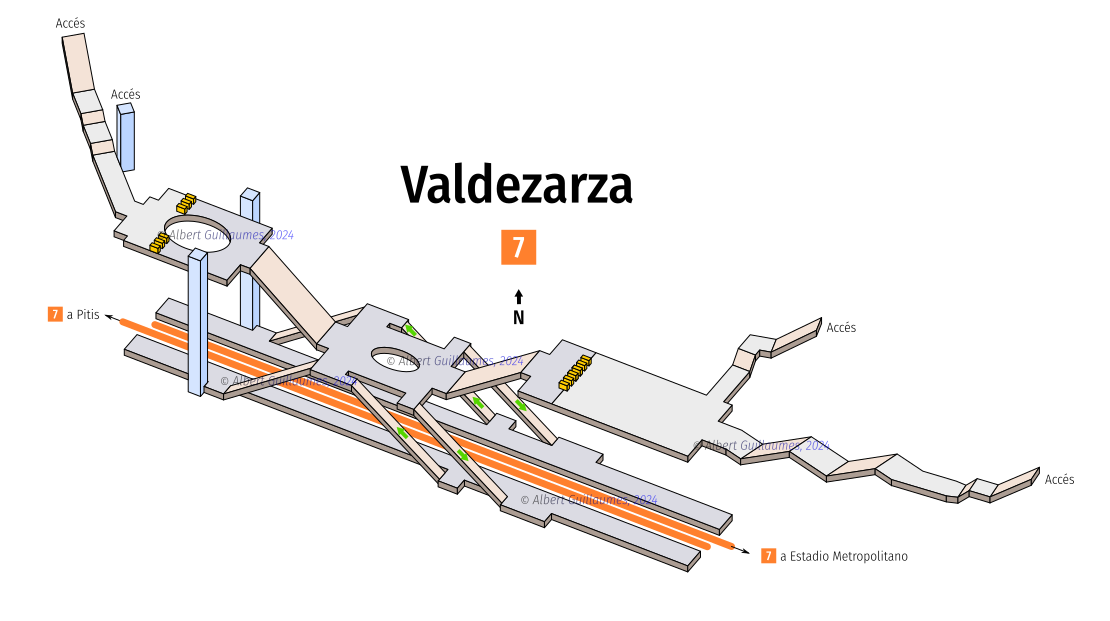 Accés
Accés
Valdezarza
© Albert Guillaumes, 2024
7
N
7 a Pitis
Accés
© Albert Guillaumes, 2024
© Albert Guillaumes, 2024
© Albert Guillaumes, 2024
Accés
© Albert Guillaumes, 2024
7 a Estadio Metropolitano